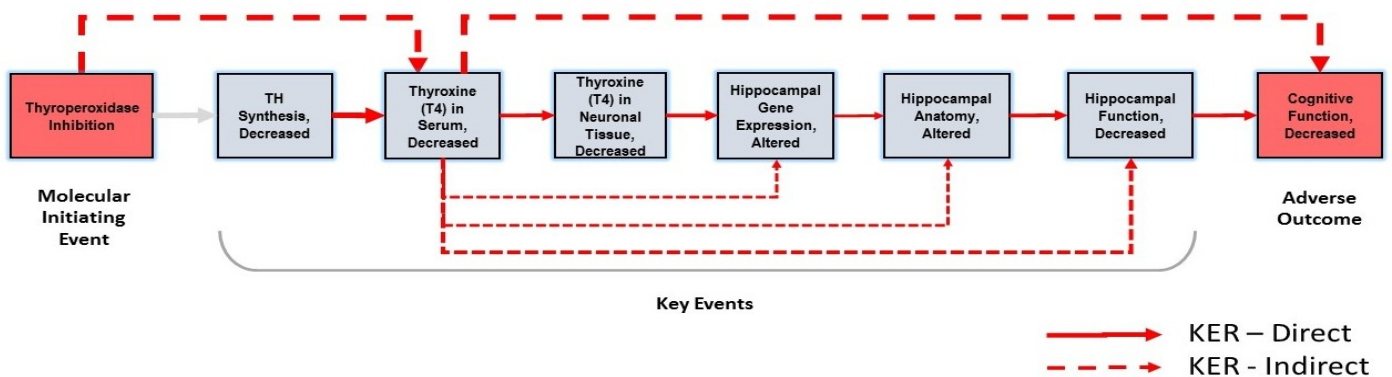 Thyroperoxidase
Inhibition
TH
Synthesis,
Decreased
Thyroxine
(T4) in
Serum,
Decreased
Thyroxine
(T4) in
Neuronal
Tissue,
Decreased
Hippocampal
Gene
Expression,
Altered
Hippocampal
Anatomy,
Altered
Hippocampal
Function,
Decreased
Cognitive
Function,
Decreased
Molecular
Initiating
Event
Adverse
Outcome
Key Events
KER – Direct
KER - Indirect